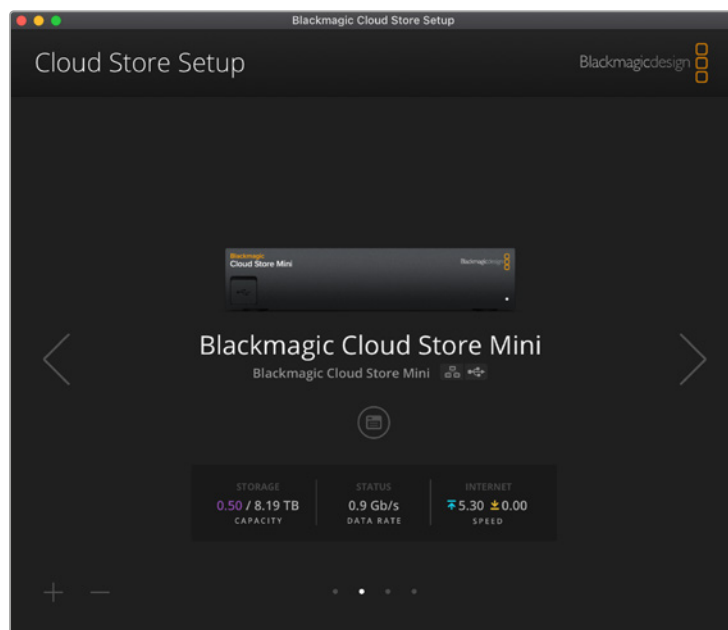 Blackmagic Cloud Store Setup
Cloud Store Setup
Blackmagicdesign
Blackmagic
Cloud Store Mini
Blackmagicdesign
Blackmagic Cloud Store Mini
Blackmagic Cloud Store Mini
STORAGE STATUS INTERNET
0.50 / 8.19 TB 0.9 Gb/s 5.30 0.00
CAPACITY DATA RATE SPEED